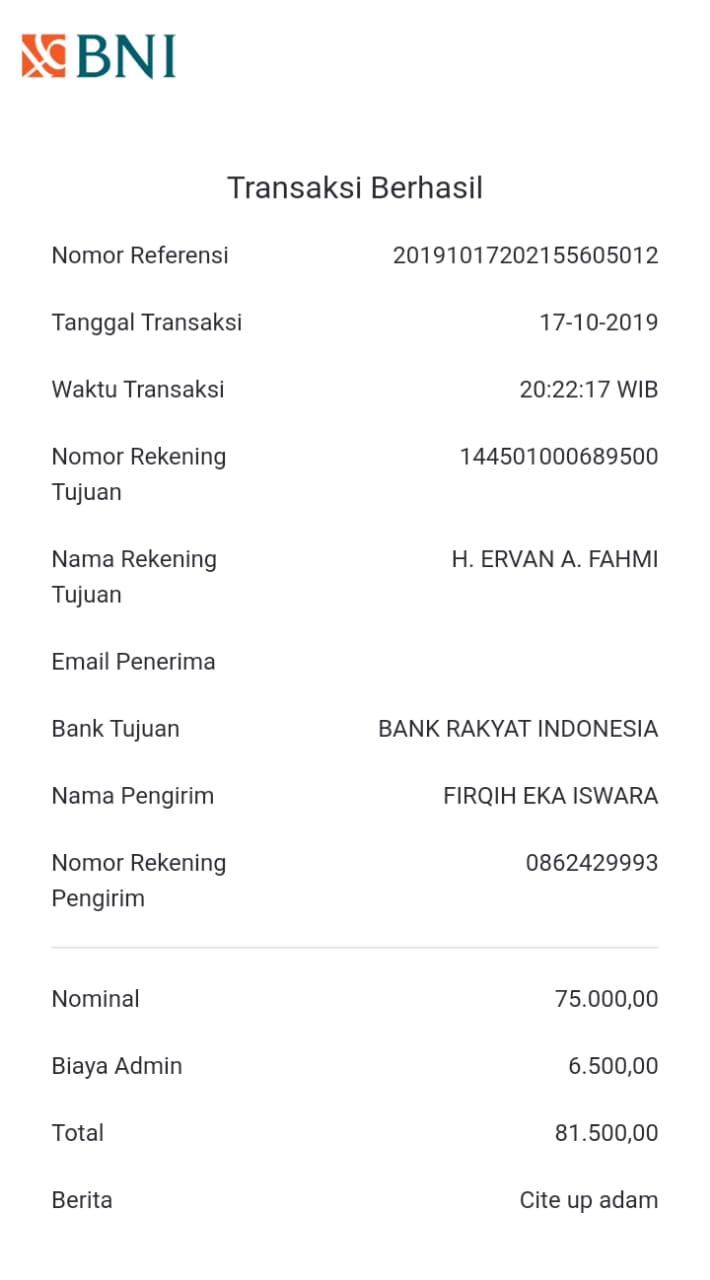 BNI
Transaksi Berhasil
Nomor Referensi 20191017202155605012
Tanggal Transaksi 17-10-2019
Waktu Transaksi 20:22:17 WIB
Nomor Rekening 144501000689500
Tujuan
Nama Rekening H. ERVAN A. FAHMI
Tujuan
Email Penerima
Bank Tujuan BANK RAKYAT INDONESIA
Nama Pengirim FIRQIH EKA ISWARA
Nomor Rekening 0862429993
Pengirim
Nominal 75.000,00
Biaya Admin 6.500,00
Total 81.500,00
Berita Cite up adam